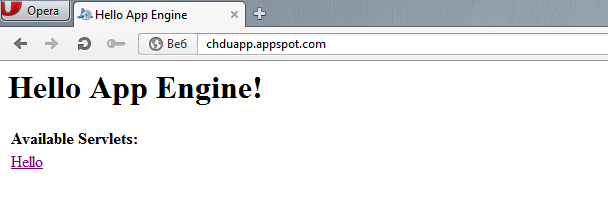 Opera
Hello App Engine
Веб
chduapp.appspot.com
Hello App Engine!
Available Servlets:
Hello